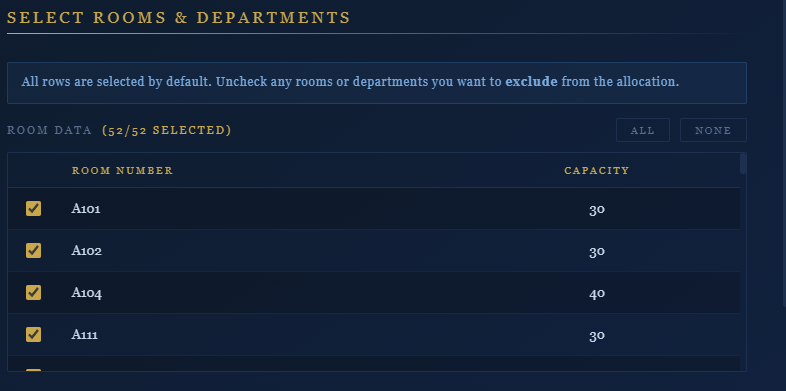 SELECT ROOMS & DEPARTMENTS
All rows are selected by default. Uncheck any rooms or departments you want to exclude from the allocation.
ROOM DATA (52/52 SELECTED) ALL NONE
ROOM NUMBER CAPACITY
A101 30
A102 30
A104 40
A111 30